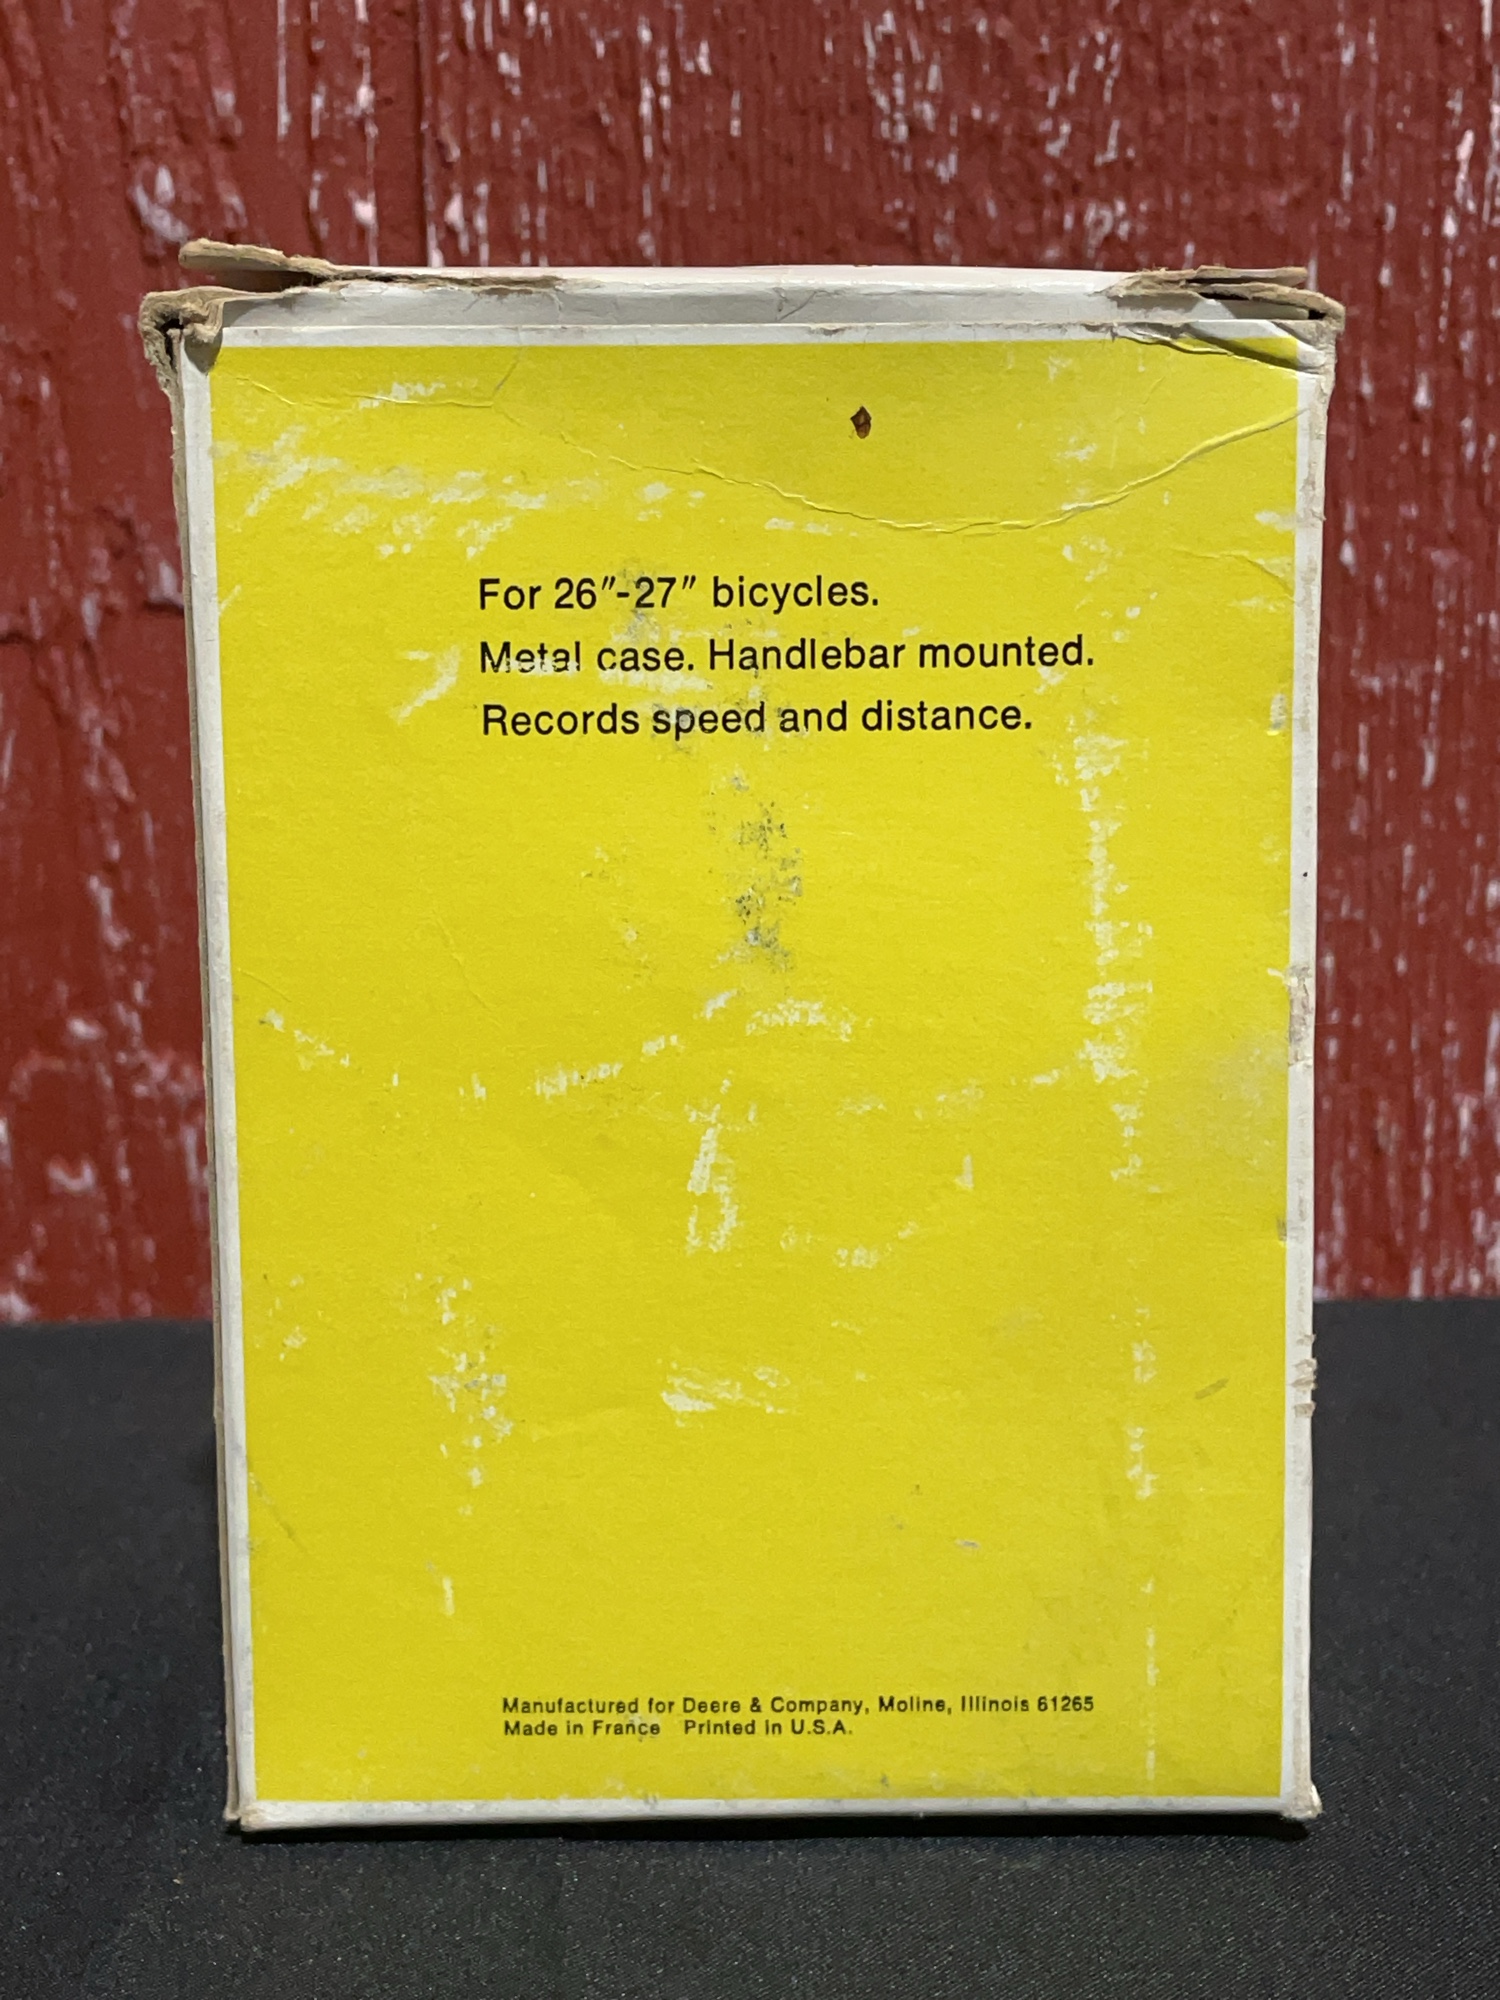 For 26"-27" bicycles.
Metal case. Handlebar mounted.
Records speed and distance.
Manufactured for Deere & Company, Moline, Illinois 61265
Made in France Printed in U.S.A.